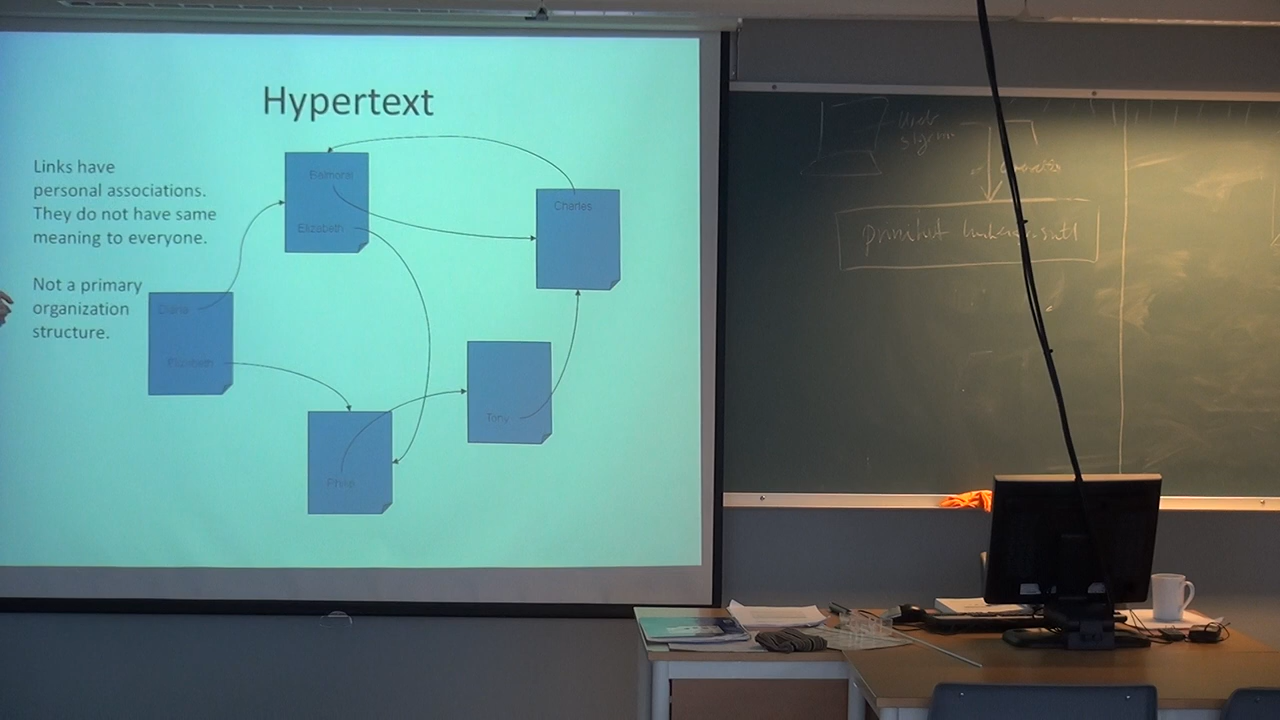 Hypertext
Links have
personal associations.
They do not have same
meaning to everyone.
Not a primary
organization
structure.
Balmoral
Elizabeth
Charles
Diana
Elizabeth
Tony
Philip